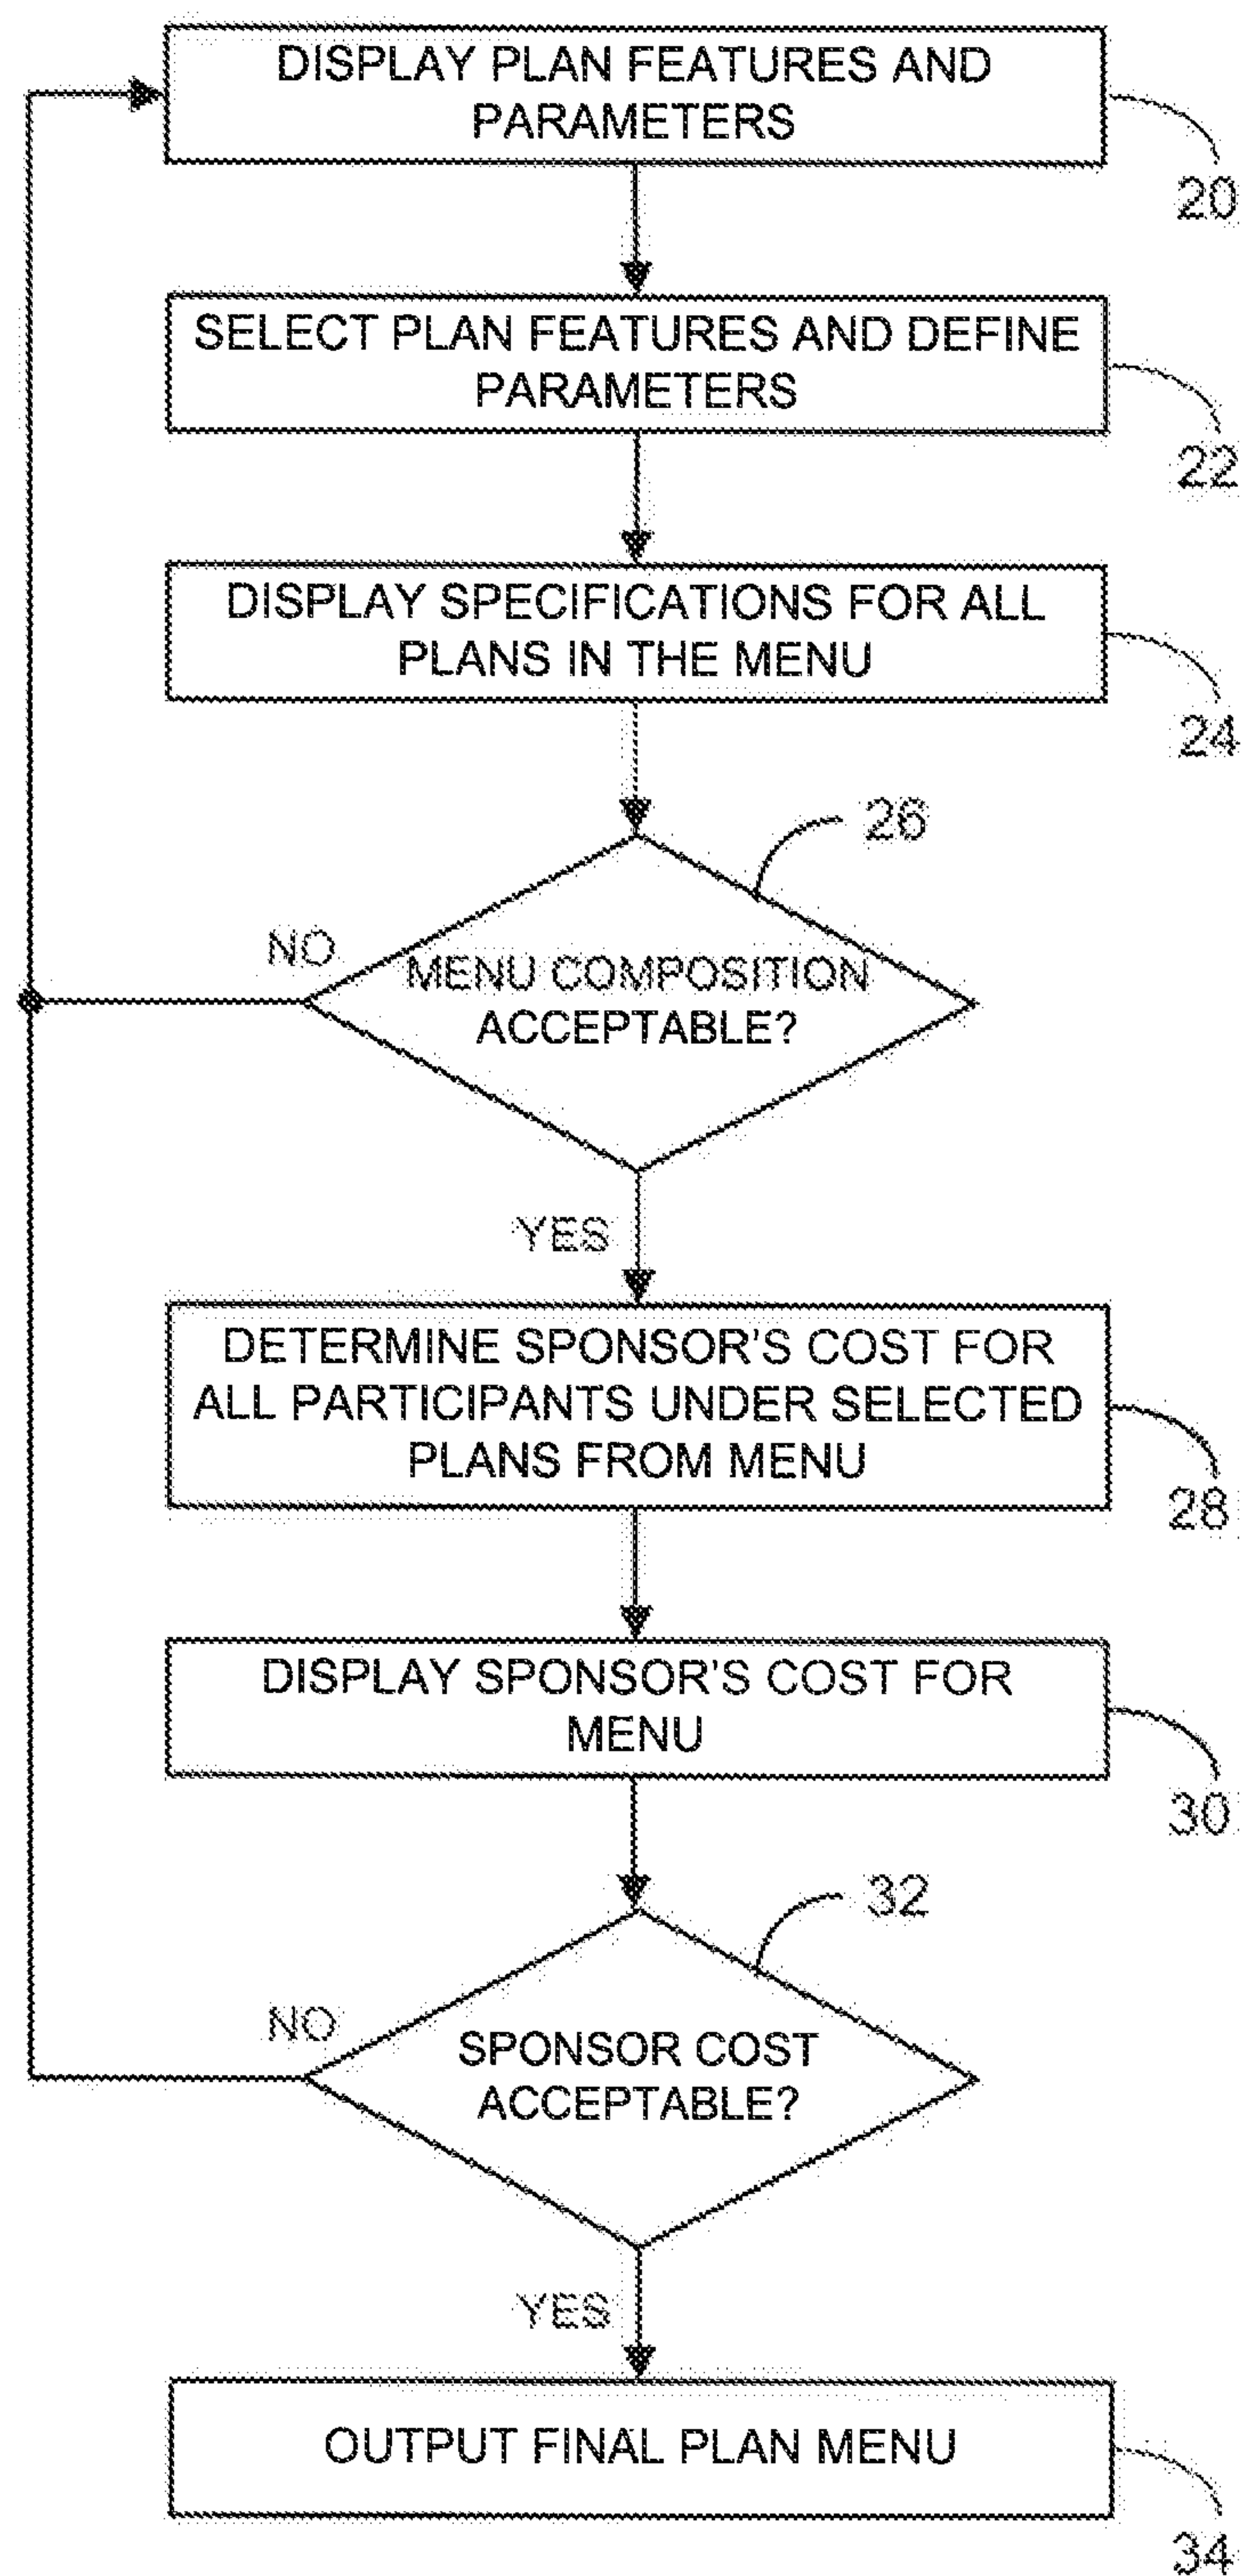 DISPLAY PLAN FEATURES AND
PARAMETERS
20
SELECT PLAN FEATURES AND DEFINE
PARAMETERS
22
DISPLAY SPECIFICATIONS FOR ALL
PLANS IN THE MENU
24
26
NO
MENU COMPOSITION
ACCEPTABLE?
YES
DETERMINE SPONSOR'S COST FOR
ALL PARTICIPANTS UNDER SELECTED
PLANS FROM MENU
28
DISPLAY SPONSOR'S COST FOR
MENU
30
32
NO
SPONSOR COST
ACCEPTABLE?
YES
OUTPUT FINAL PLAN MENU
34